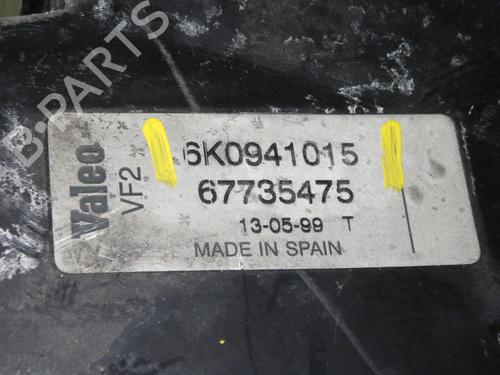 B-PARTS
Valeo
VF2
6K0941015
67735475
13-05-99 T
MADE IN SPAIN